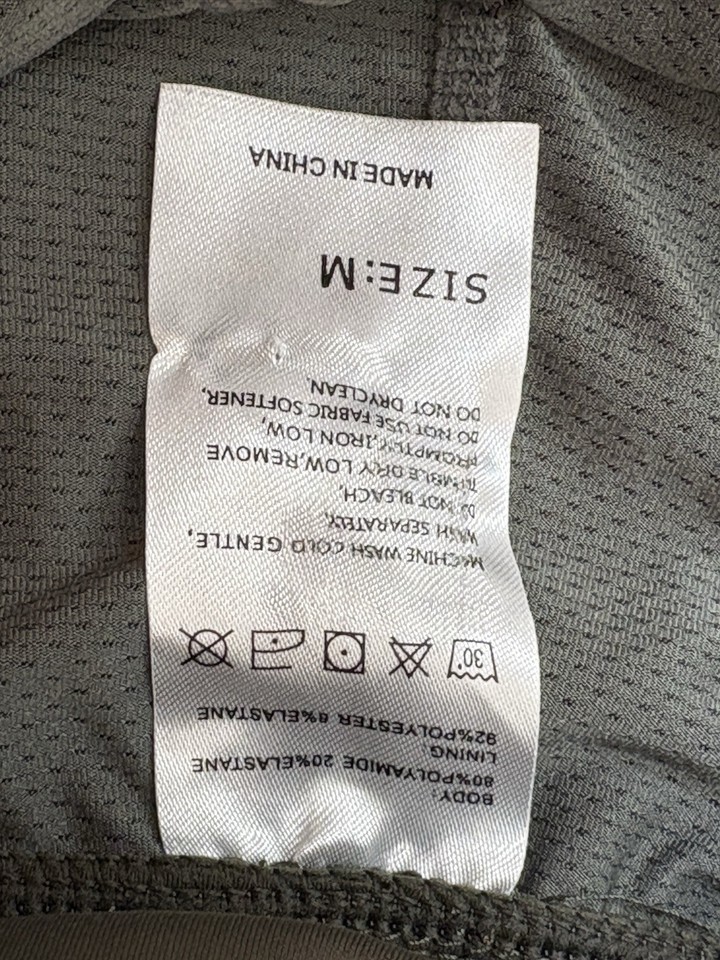 BODY:
80%POLYAMIDE 20%ELASTANE
LINING:
92%POLYESTER 8%ELASTANE
30°
MACHINE WASH COLD GENTLE,
WASH SEPARATELY,
DO NOT BLEACH,
TUMBLE DRY LOW,REMOVE
PROMPTLY,IRON LOW,
DO NOT USE FABRIC SOFTENER,
DO NOT DRYCLEAN.
SIZE:M
MADE IN CHINA